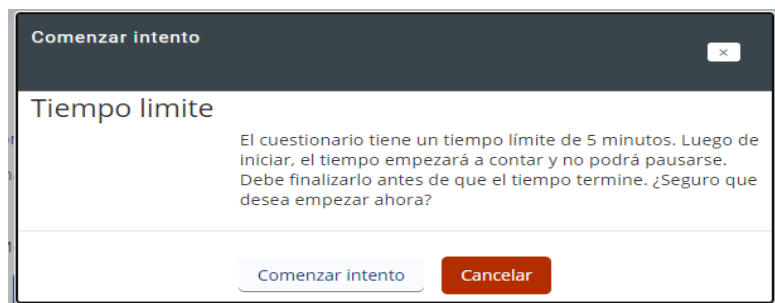 Comenzar intento
×
Tiempo limite
El cuestionario tiene un tiempo límite de 5 minutos. Luego de
iniciar, el tiempo empezará a contar y no podrá pausarse.
Debe finalizarlo antes de que el tiempo termine. ¿Seguro que
desea empezar ahora?
Comenzar intento
Cancelar